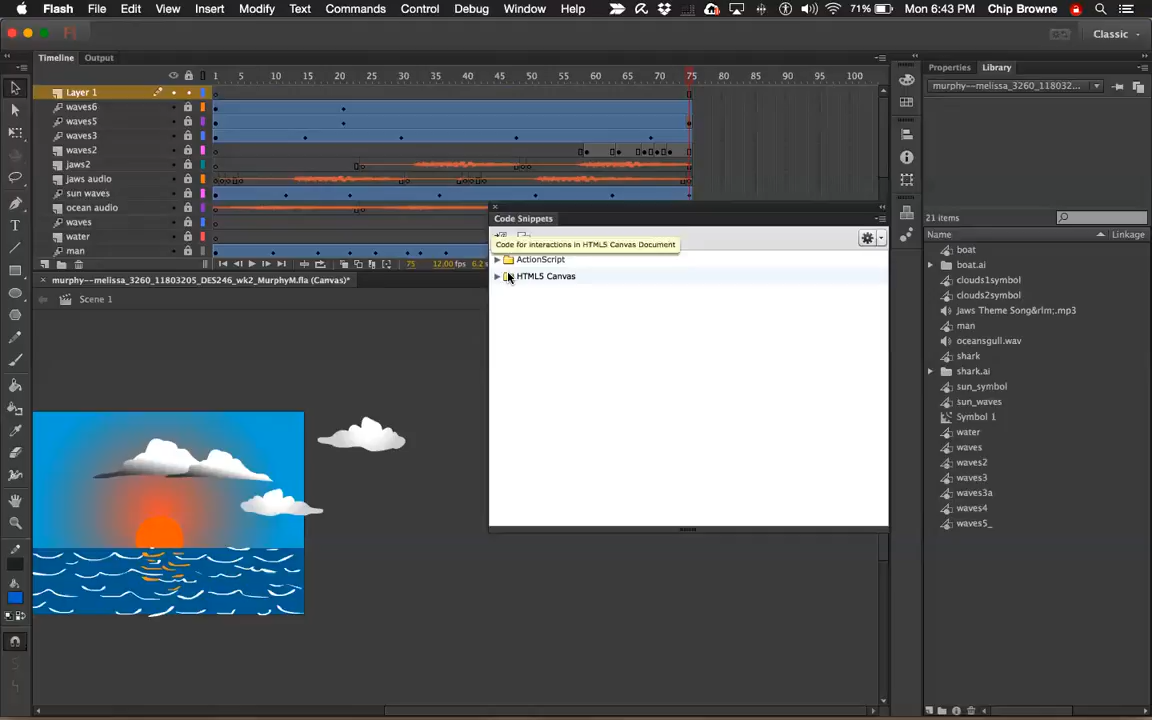 Flash File Edit View Insert Modify Text Commands Control Debug Window Help 71% Mon 6:43 PM Chip Browne
Classic
Timeline Output
Properties Library
1 5 10 15 20 25 30 35 40 45 50 55 60 65 70 75 80 85 90 95 100
murphy--melissa_3260_118032...
Layer 1
waves6
waves5
waves3
waves2
jaws2
jaws audio
sun waves
ocean audio
waves
water
man
75 12.00 fps 6.2 s
Code Snippets
Code for interactions in HTML5 Canvas Document
ActionScript
HTML5 Canvas
murphy--melissa_3260_11803205_DES246_wk2_MurphyM.fla (Canvas)*
Scene 1
21 items
Name Linkage
boat
boat.ai
clouds1symbol
clouds2symbol
Jaws Theme Song&rlm;.mp3
man
oceansgull.wav
shark
shark.ai
sun_symbol
sun_waves
Symbol 1
water
waves
waves2
waves3
waves3a
waves4
waves5_